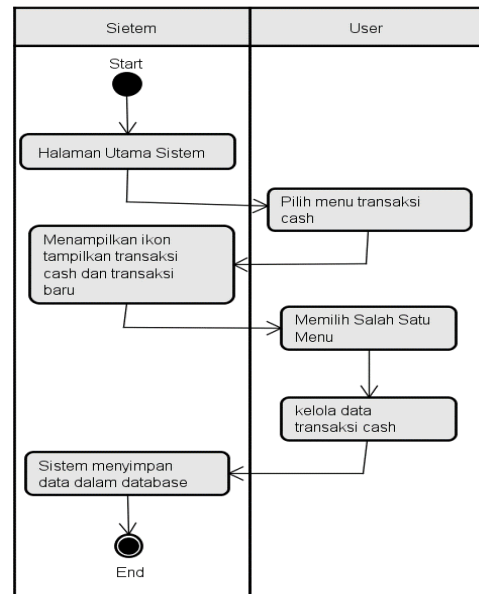 Sietem
User
Start
Halaman Utama Sistem
Pilih menu transaksi
cash
Menampilkan ikon
tampilkan transaksi
cash dan transaksi
baru
Memilih Salah Satu
Menu
kelola data
transaksi cash
Sistem menyimpan
data dalam database
End